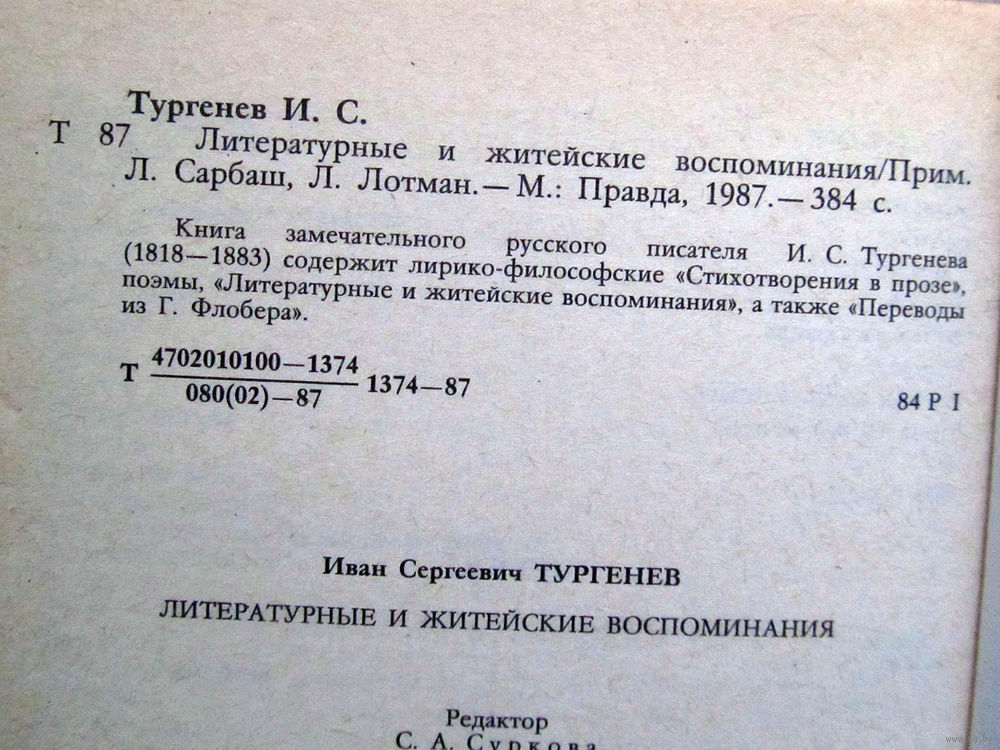 Тургенев И. С.
Т 87 Литературные и житейские воспоминания/Прим.
Л. Сарбаш, Л. Лотман.— М.: Правда, 1987.— 384 с.
Книга замечательного русского писателя И. С. Тургенева
(1818—1883) содержит лирико-философские «Стихотворения в прозе»,
поэмы, «Литературные и житейские воспоминания», а также «Переводы
из Г. Флобера».
Т 4702010100—1374 1374—87
080(02)—87
84 Р I
Иван Сергеевич ТУРГЕНЕВ
ЛИТЕРАТУРНЫЕ И ЖИТЕЙСКИЕ ВОСПОМИНАНИЯ
Редактор
С. А. Суркова